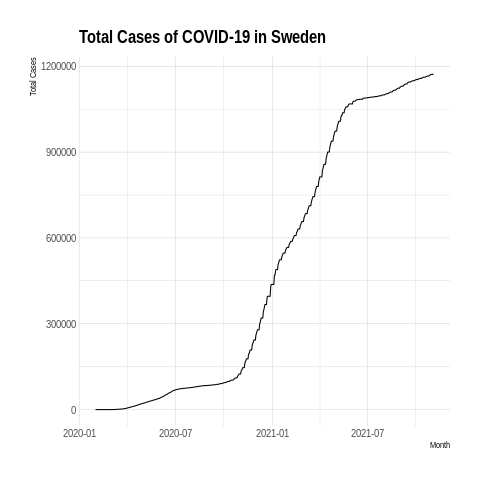 Total Cases of COVID-19 in Sweden
Total Cases
1200000
900000
600000
300000
0
2020-01 2020-07 2021-01 2021-07
Month